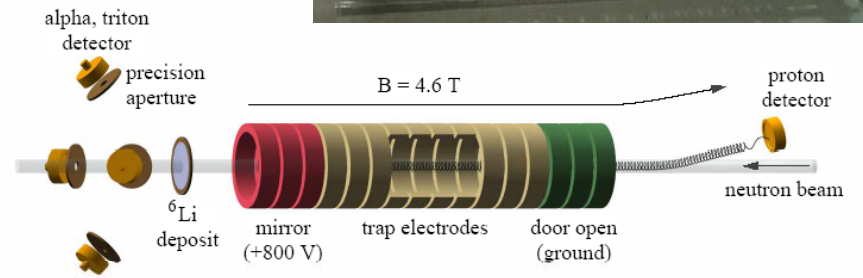 alpha, triton
detector
precision
aperture
B = 4.6 T
proton
detector
neutron beam
⁶Li
deposit
mirror
(+800 V)
trap electrodes
door open
(ground)